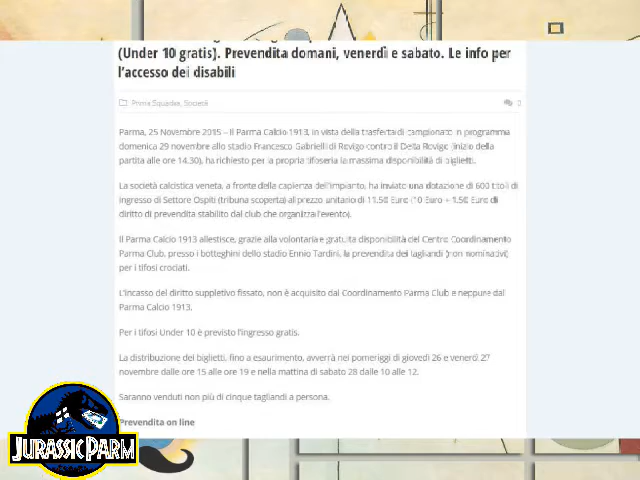 (Under 10 gratis). Prevendita domani, venerdì e sabato. Le info per
l'accesso dei disabili
Prima Squadra, Società
0
Parma, 25 Novembre 2015 – Il Parma Calcio 1913, in vista della trasferta di campionato in programma
domenica 29 novembre allo stadio Francesco Gabrielli di Rovigo contro il Delta Rovigo (inizio della
partita alle ore 14.30), ha richiesto per la propria tifoseria la massima disponibilità di biglietti.
La società calcistica veneta, a fronte della capienza dell'impianto, ha inviato una dotazione di 600 titoli di
ingresso di Settore Ospiti (tribuna scoperta) al prezzo unitario di 11.50 Euro (10 Euro + 1.50 Euro di
diritto di prevendita stabilito dal club che organizza l'evento).
Il Parma Calcio 1913 allestisce, grazie alla volontaria e gratuita disponibilità del Centro Coordinamento
Parma Club, presso i botteghini dello stadio Ennio Tardini, la prevendita dei tagliandi (non nominativi)
per i tifosi crociati.
L'incasso del diritto suppletivo fissato, non è acquisito dal Coordinamento Parma Club e neppure dal
Parma Calcio 1913.
Per i tifosi Under 10 è previsto l'ingresso gratis.
La distribuzione dei biglietti, fino a esaurimento, avverrà nei pomeriggi di giovedì 26 e venerdì 27
novembre dalle ore 15 alle ore 19 e nella mattina di sabato 28 dalle 10 alle 12.
Saranno venduti non più di cinque tagliandi a persona.
Prevendita on line
JURASSIC PARM